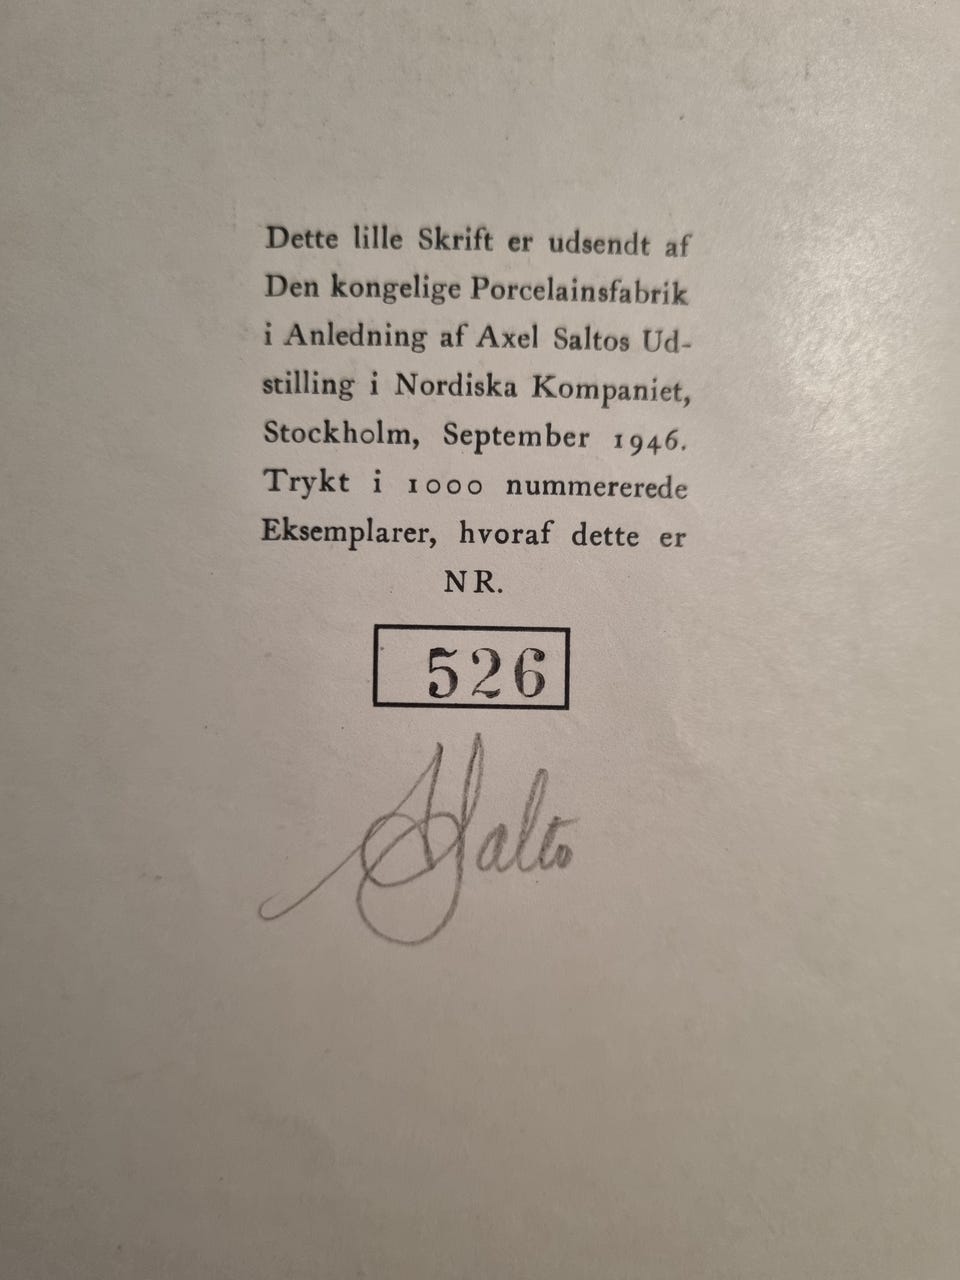 Dette lille Skrift er udsendt af
Den kongelige Porcelainsfabrik
i Anledning af Axel Saltos Ud-
stilling i Nordiska Kompaniet,
Stockholm, September 1946.
Trykt i 1000 nummererede
Eksemplarer, hvoraf dette er
NR.
526
ASalto